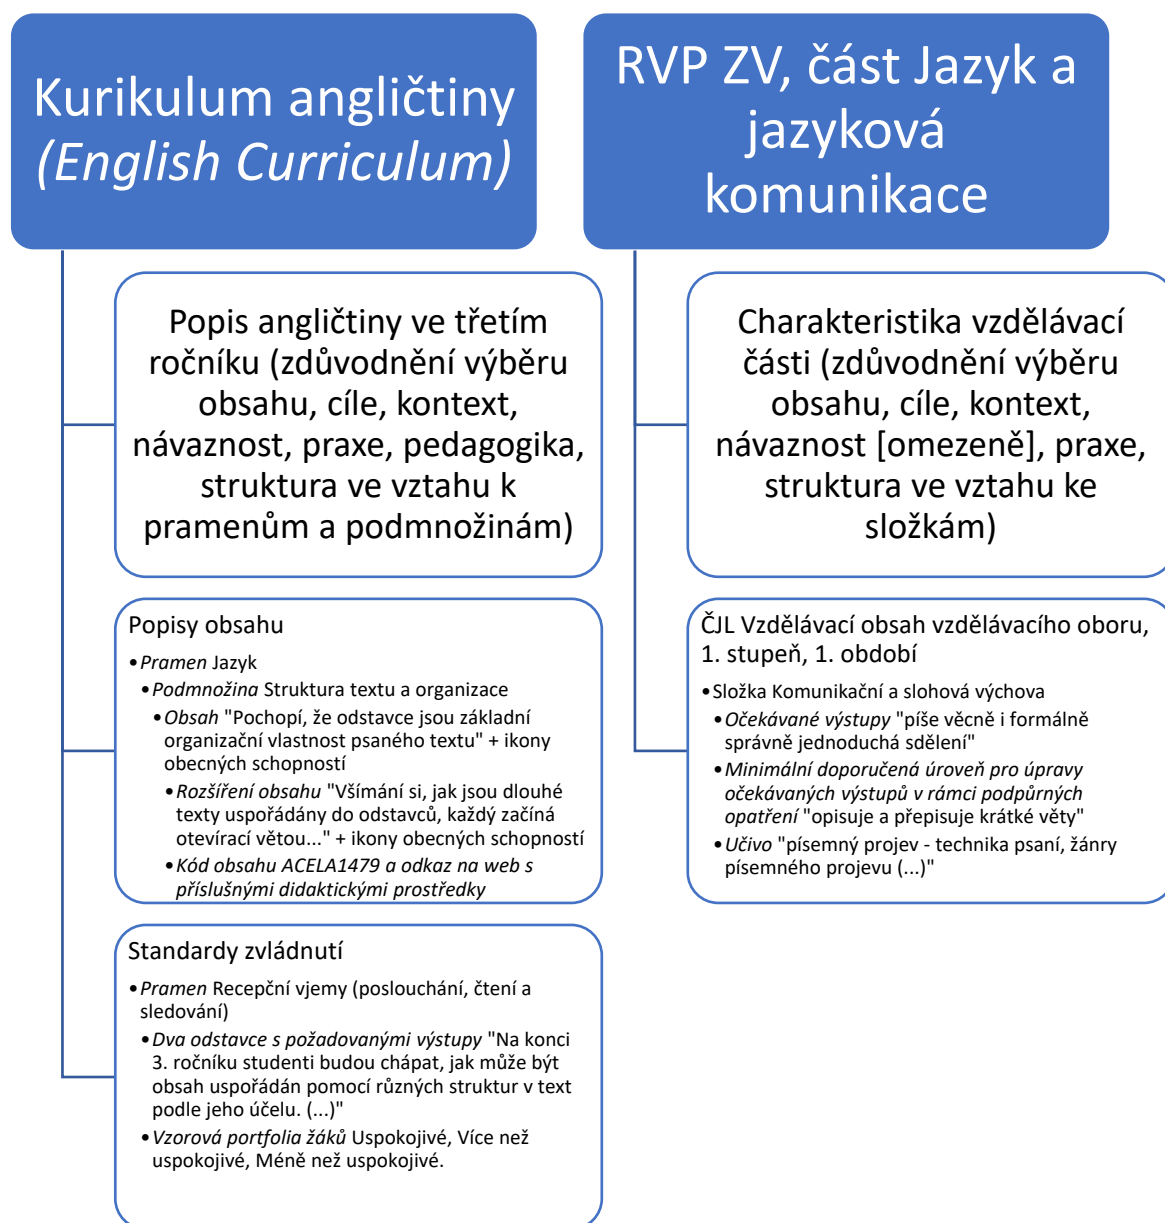 Kurikulum angličtiny
(English Curriculum)
Popis angličtiny ve třetím
ročníku (zdůvodnění výběru
obsahu, cíle, kontext,
návaznost, praxe, pedagogika,
struktura ve vztahu k
pramenům a podmnožinám)
Popisy obsahu
•Pramen Jazyk
•Podmnožina Struktura textu a organizace
•Obsah "Pochopí, že odstavce jsou základní
organizační vlastnost psaného textu" + ikony
obecných schopností
•Rozšíření obsahu "Všímání si, jak jsou dlouhé
texty uspořádány do odstavců, každý začíná
otevírací větou..." + ikony obecných schopností
•Kód obsahu ACELA1479 a odkaz na web s
příslušnými didaktickými prostředky
Standardy zvládnutí
•Pramen Recepční vjemy (poslouchání, čtení a
sledování)
•Dva odstavce s požadovanými výstupy "Na konci
3. ročníku studenti budou chápat, jak může být
obsah uspořádán pomocí různých struktur v text
podle jeho účelu. (...)"
•Vzorová portfolia žáků Uspokojivé, Více než
uspokojivé, Méně než uspokojivé.
RVP ZV, část Jazyk a
jazyková
komunikace
Charakteristika vzdělávací
části (zdůvodnění výběru
obsahu, cíle, kontext,
návaznost [omezeně], praxe,
struktura ve vztahu ke
složkám)
ČJL Vzdělávací obsah vzdělávacího oboru,
1. stupeň, 1. období
•Složka Komunikační a slohová výchova
•Očekávané výstupy "píše věcně i formálně
správně jednoduchá sdělení"
•Minimální doporučená úroveň pro úpravy
očekávaných výstupů v rámci podpůrných
opatření "opisuje a přepisuje krátké věty"
•Učivo "písemný projev - technika psaní, žánry
písemného projevu (...)"